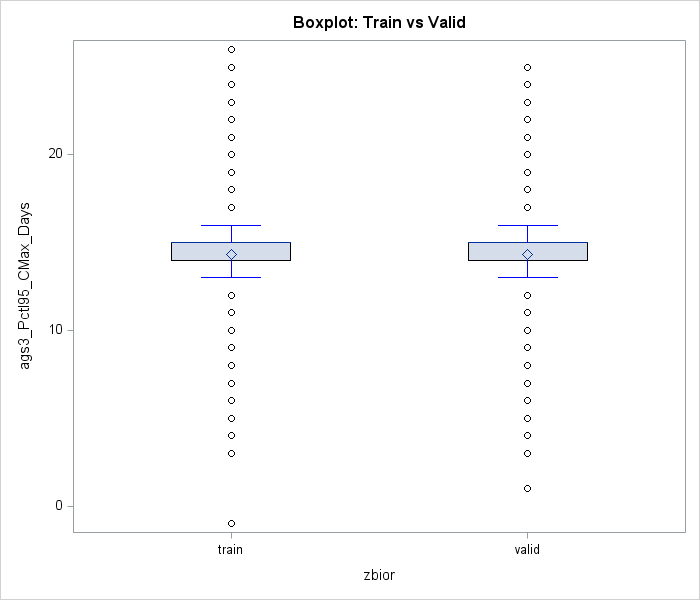 Boxplot: Train vs Valid
20
10
0
ags3_Pctl95_CMax_Days
train
valid
zbior